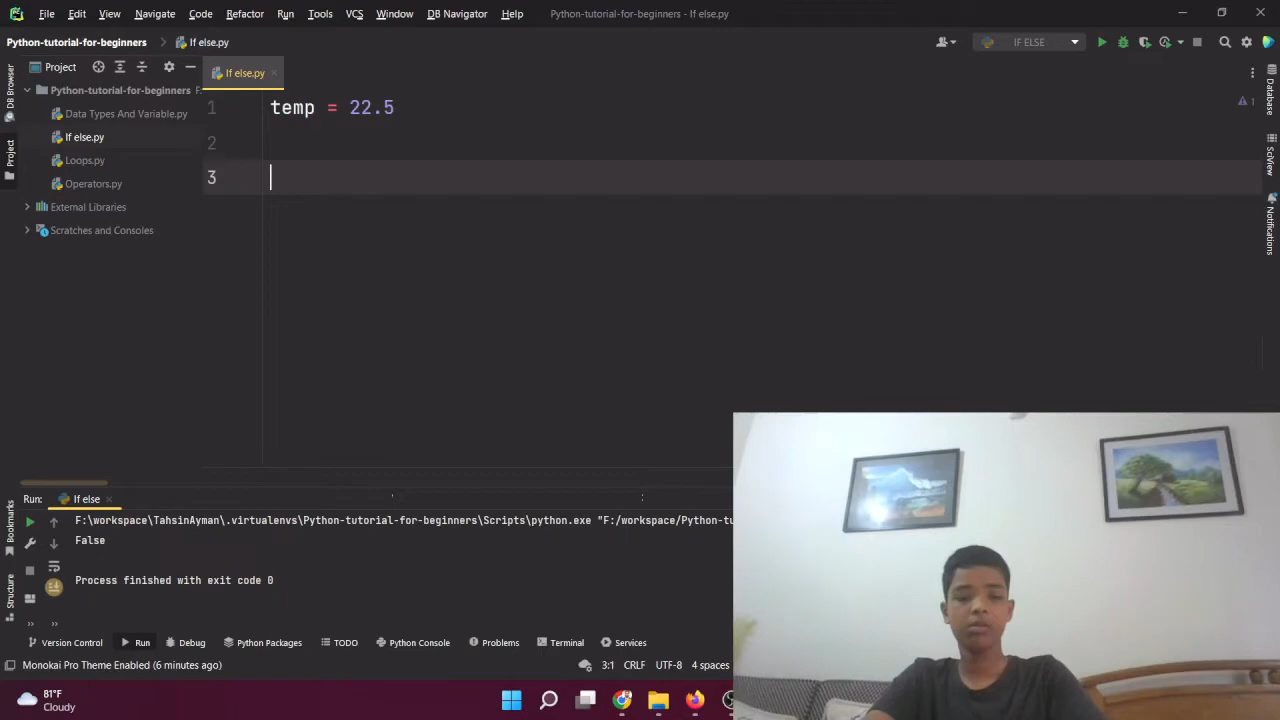 File Edit View Navigate Code Refactor Run Tools VCS Window DB Navigator Help Python-tutorial-for-beginners - If else.py
Python-tutorial-for-beginners If else.py IF ELSE
Project If else.py
Python-tutorial-for-beginners
Data Types And Variable.py
If else.py
Loops.py
Operators.py
External Libraries
Scratches and Consoles
DB Browser
Project
Bookmarks
Structure
1 temp = 22.5
2
3
1
Database
SciView
Notifications
Run: If else
F:\workspace\TahsinAyman\.virtualenvs\Python-tutorial-for-beginners\Scripts\python.exe "F:/workspace/Python-tu
False
Process finished with exit code 0
Version Control Run Debug Python Packages TODO Python Console Problems Terminal Services
Monokai Pro Theme Enabled (6 minutes ago) 3:1 CRLF UTF-8 4 spaces
81°F
Cloudy